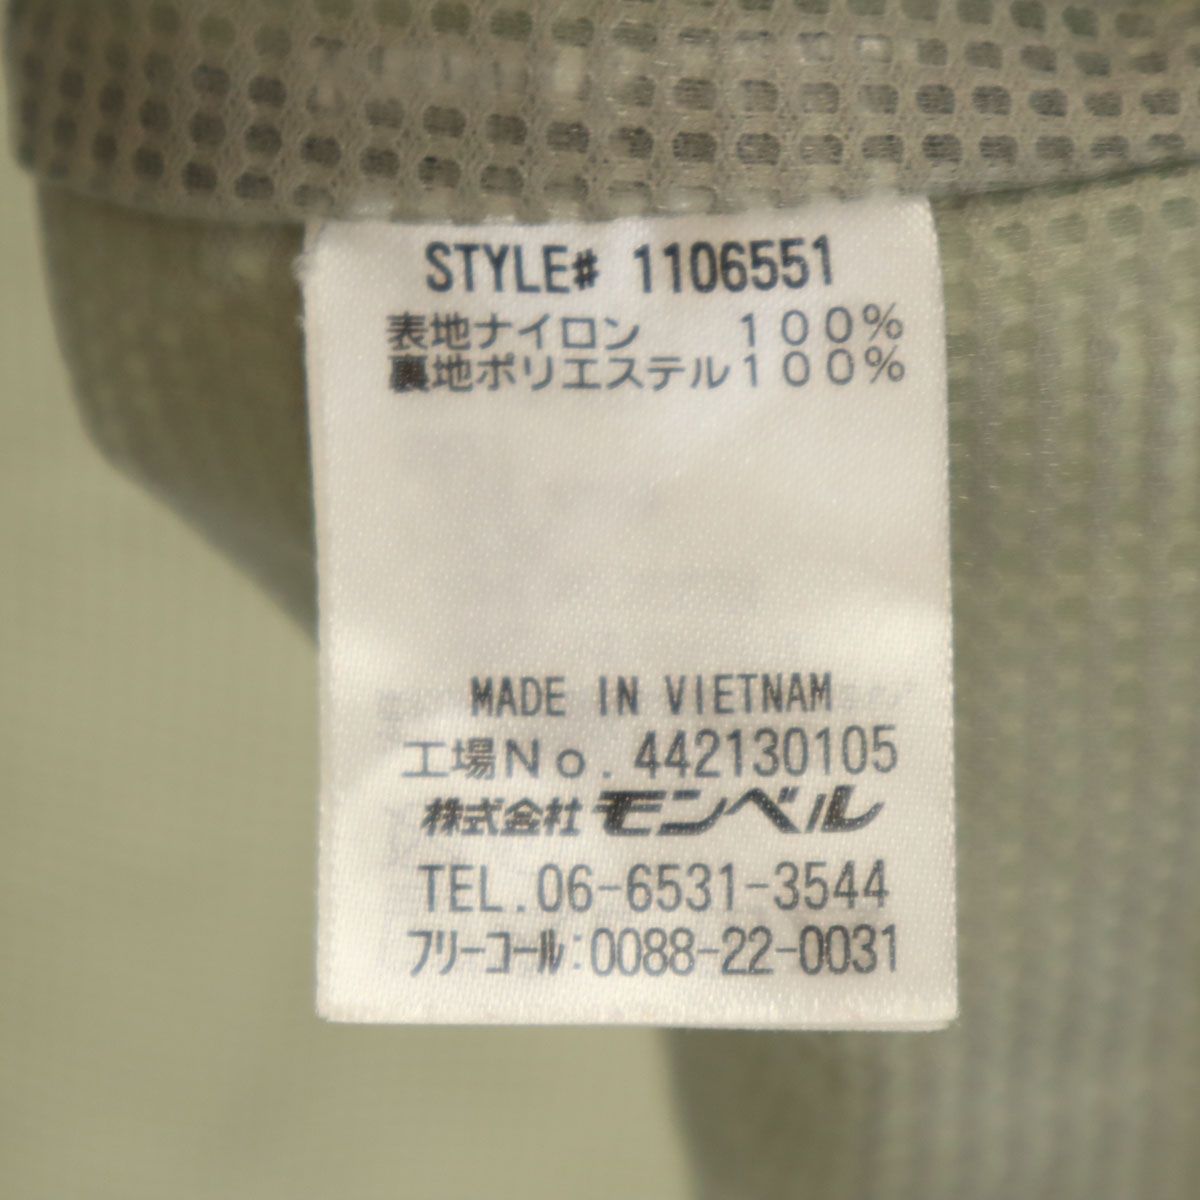 STYLE# 1106551
表地ナイロン　　１００％
裏地ポリエステル１００％
MADE IN VIETNAM
工場Ｎｏ. 442130105
株式会社 モンベル
TEL. 06-6531-3544
フリーコール:0088-22-0031